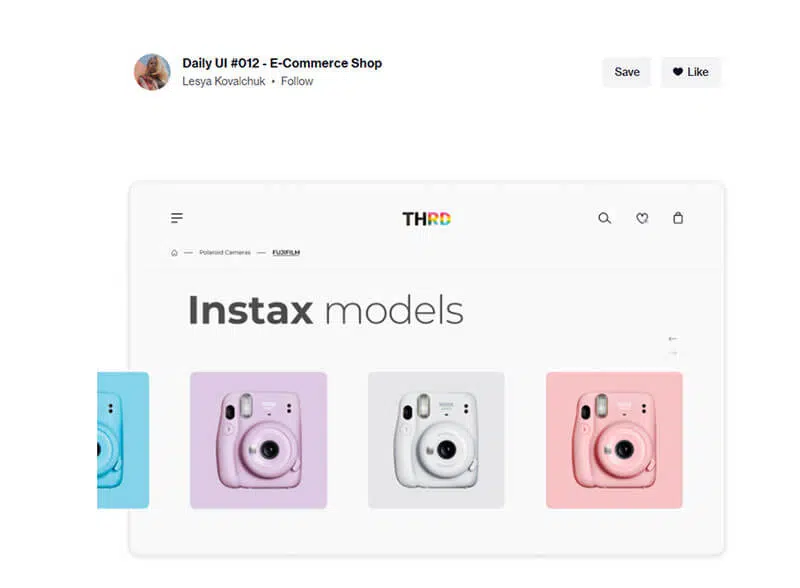 Daily UI #012 - E-Commerce Shop
Lesya Kovalchuk • Follow
Save
Like
THRD
Polaroid Cameras — FUJIFILM
Instax models